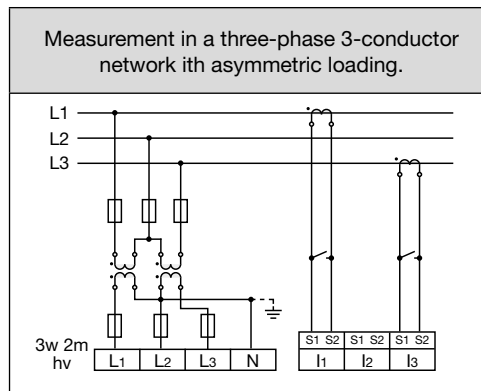 Measurement in a three-phase 3-conductor
network ith asymmetric loading.
L1
L2
L3
3w 2m
hv
L1 L2 L3 N
S1 S2 S1 S2 S1 S2
I1 I2 I3